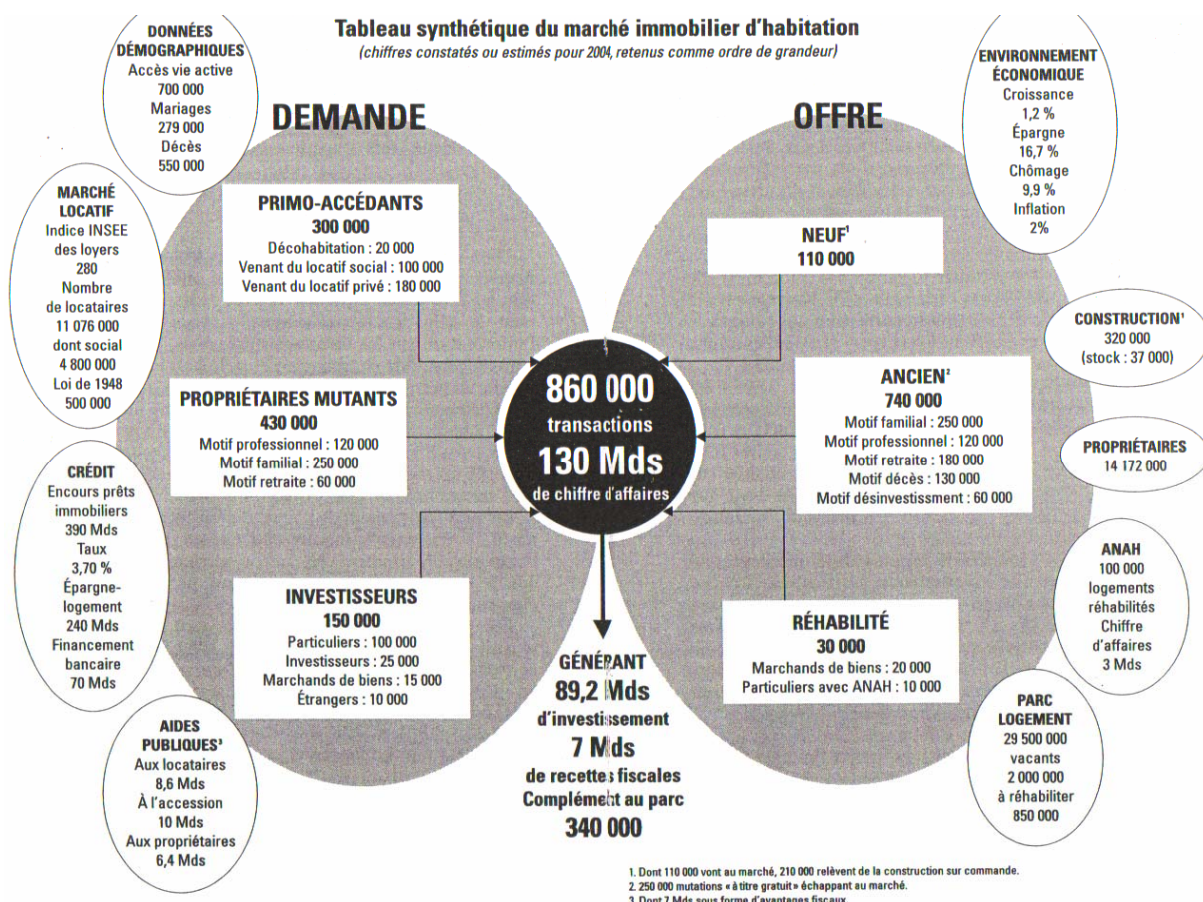 Tableau synthétique du marché immobilier d'habitation
(chiffres constatés ou estimés pour 2004, retenus comme ordre de grandeur)
DONNÉES
DÉMOGRAPHIQUES
Accès vie active
700 000
Mariages
279 000
Décès
550 000
MARCHÉ
LOCATIF
Indice INSEE
des loyers
280
Nombre
de locataires
11 076 000
dont social
4 800 000
Loi de 1948
500 000
CRÉDIT
Encours prêts
immobiliers
390 Mds
Taux
3,70 %
Épargne-
logement
240 Mds
Financement
bancaire
70 Mds
AIDES
PUBLIQUES³
Aux locataires
8,6 Mds
À l'accession
10 Mds
Aux propriétaires
6,4 Mds
DEMANDE
PRIMO-ACCÉDANTS
300 000
Décohabitation : 20 000
Venant du locatif social : 100 000
Venant du locatif privé : 180 000
PROPRIÉTAIRES MUTANTS
430 000
Motif professionnel : 120 000
Motif familial : 250 000
Motif retraite : 60 000
INVESTISSEURS
150 000
Particuliers : 100 000
Investisseurs : 25 000
Marchands de biens : 15 000
Étrangers : 10 000
860 000
transactions
130 Mds
de chiffre d'affaires
GÉNÉRANT
89,2 Mds
d'investissement
7 Mds
de recettes fiscales
Complément au parc
340 000
OFFRE
NEUF¹
110 000
ANCIEN²
740 000
Motif familial : 250 000
Motif professionnel : 120 000
Motif retraite : 180 000
Motif décès : 130 000
Motif désinvestissment : 60 000
RÉHABILITÉ
30 000
Marchands de biens : 20 000
Particuliers avec ANAH : 10 000
ENVIRONNEMENT
ÉCONOMIQUE
Croissance
1,2 %
Épargne
16,7 %
Chômage
9,9 %
Inflation
2%
CONSTRUCTION¹
320 000
(stock : 37 000)
PROPRIÉTAIRES
14 172 000
ANAH
100 000
logements
réhabilités
Chiffre
d'affaires
3 Mds
PARC
LOGEMENT
29 500 000
vacants
2 000 000
à réhabiliter
850 000
1. Dont 110 000 vont au marché, 210 000 relèvent de la construction sur commande.
2. 250 000 mutations « à titre gratuit » échappant au marché.
3. Dont 7 Mds sous forme d'avantages fiscaux.